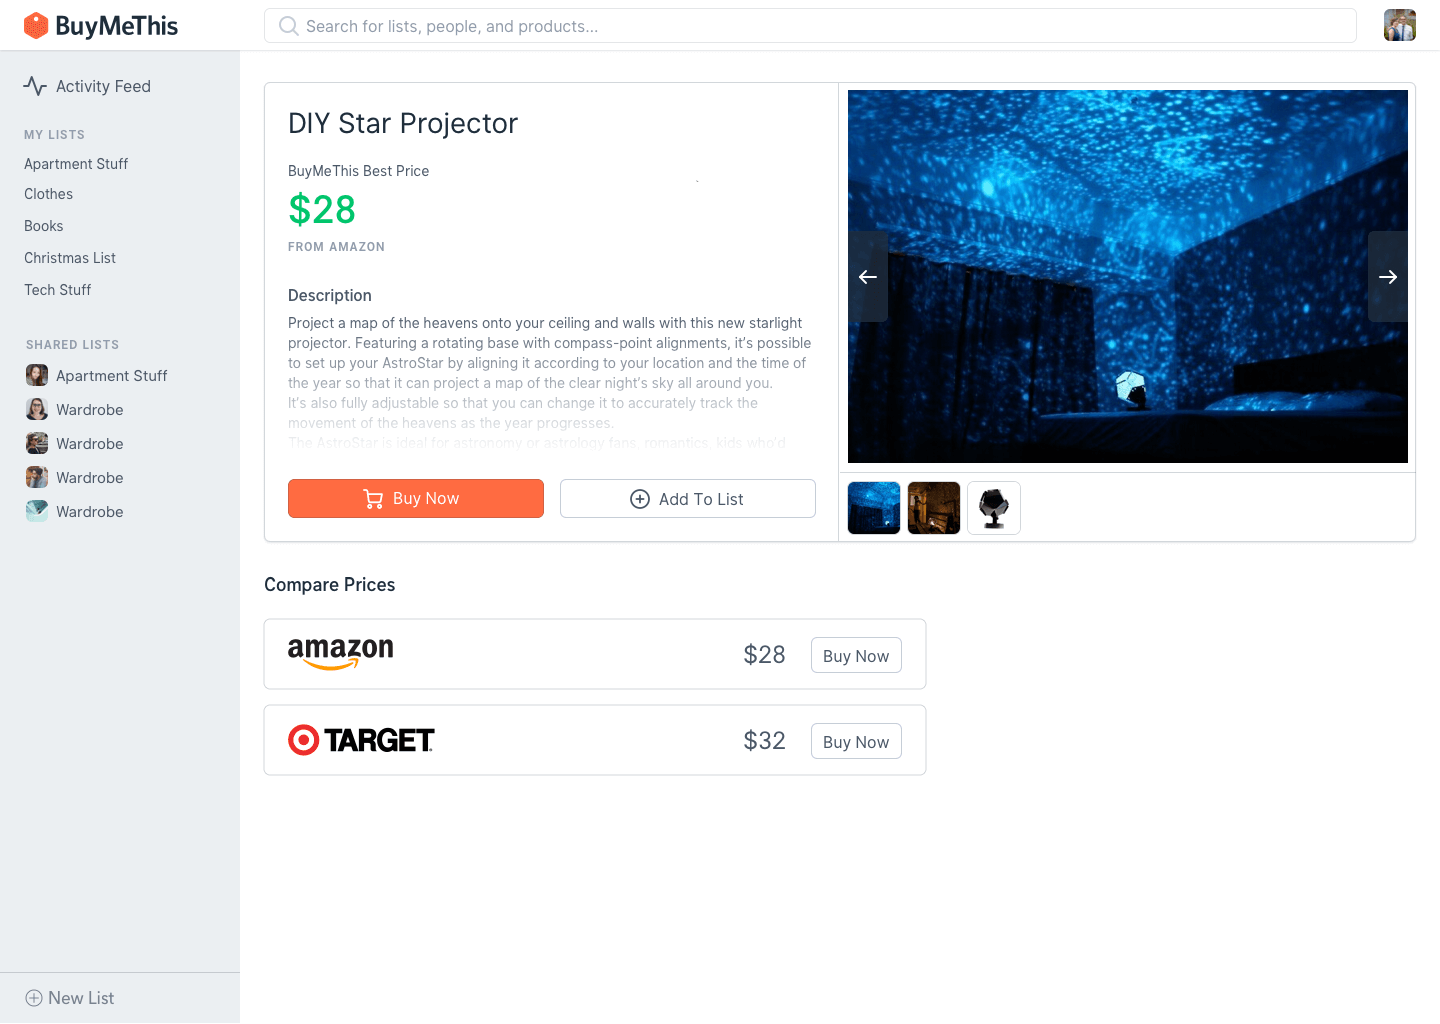 BuyMeThis
Search for lists, people, and products...
Activity Feed
MY LISTS
Apartment Stuff
Clothes
Books
Christmas List
Tech Stuff
SHARED LISTS
Apartment Stuff
Wardrobe
Wardrobe
Wardrobe
Wardrobe
New List
DIY Star Projector
BuyMeThis Best Price
$28
FROM AMAZON
Description
Project a map of the heavens onto your ceiling and walls with this new starlight
projector. Featuring a rotating base with compass-point alignments, it's possible
to set up your AstroStar by aligning it according to your location and the time of
the year so that it can project a map of the clear night's sky all around you.
It's also fully adjustable so that you can change it to accurately track the
movement of the heavens as the year progresses.
The AstroStar is ideal for astronomy or astrology fans, romantics, kids who'd
Buy Now
Add To List
Compare Prices
amazon
$28
Buy Now
TARGET.
$32
Buy Now